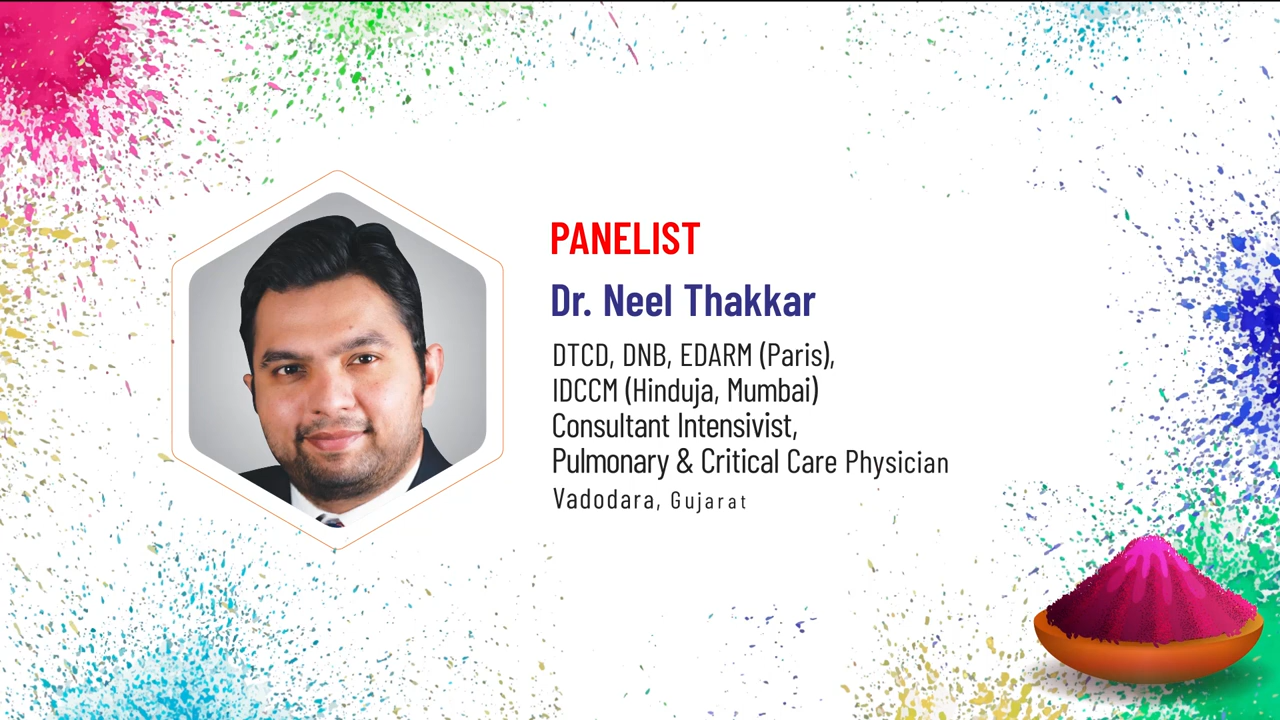 PANELIST
Dr. Neel Thakkar
DTCD, DNB, EDARM (Paris),
IDCCM (Hinduja, Mumbai)
Consultant Intensivist,
Pulmonary & Critical Care Physician
Vadodara, Gujarat